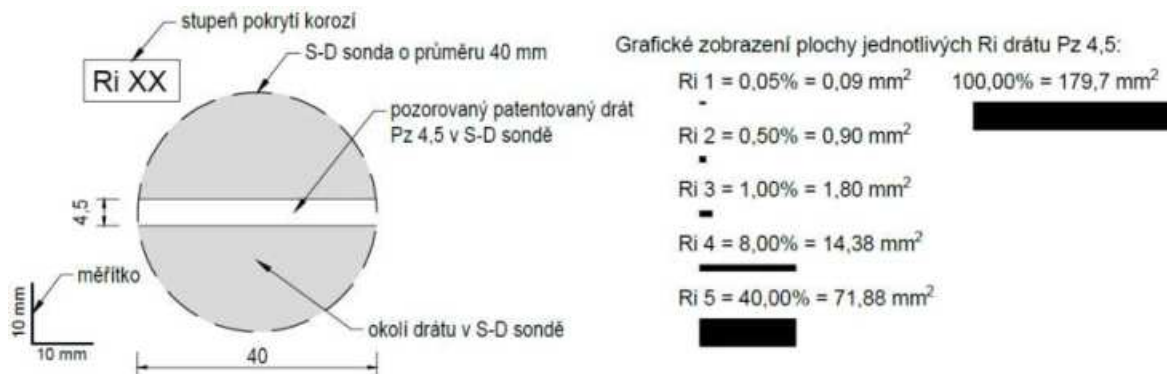 stupeň pokrytí korozí
Ri XX
S-D sonda o průměru 40 mm
pozorovaný patentovaný drát
Pz 4,5 v S-D sondě
4,5
měřítko
10 mm
10 mm
okolí drátu v S-D sondě
40
Grafické zobrazení plochy jednotlivých Ri drátu Pz 4,5:
Ri 1 = 0,05% = 0,09 mm²
100,00% = 179,7 mm²
Ri 2 = 0,50% = 0,90 mm²
Ri 3 = 1,00% = 1,80 mm²
Ri 4 = 8,00% = 14,38 mm²
Ri 5 = 40,00% = 71,88 mm²